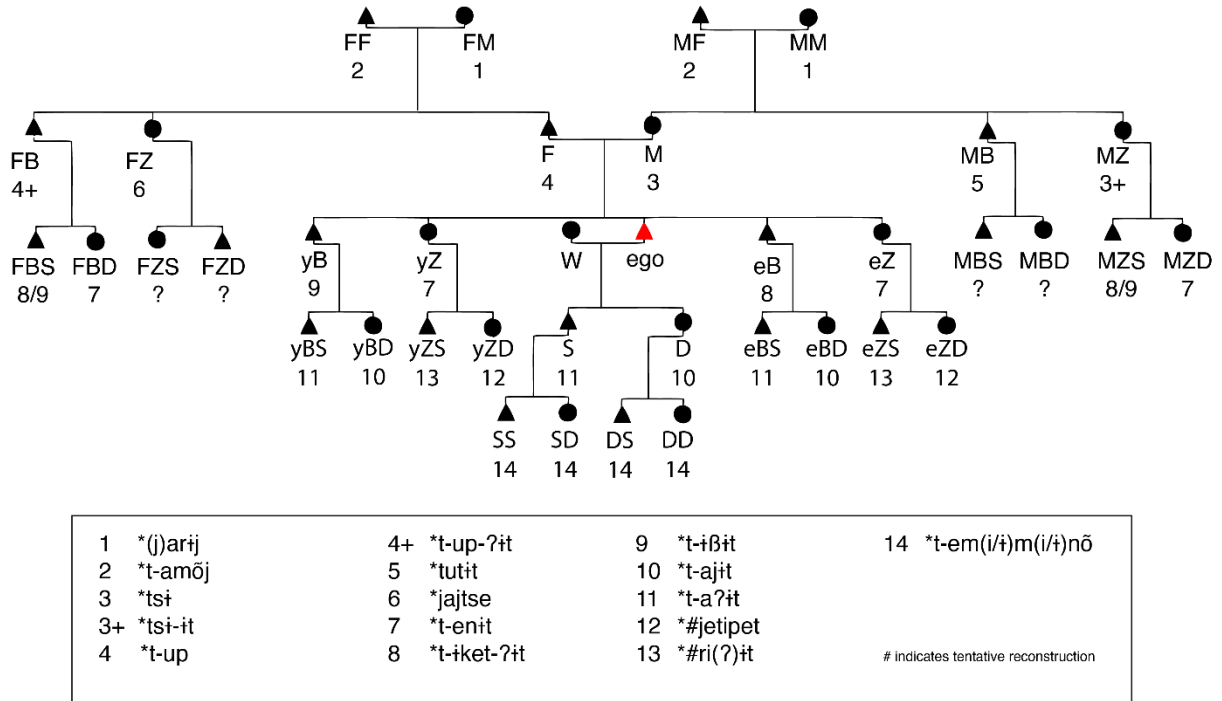 FF FM MF MM
2 1 2 1
FB FZ F M MB MZ
4+ 6 4 3 5 3+
FBS FBD FZS FZD yB yZ W ego eB eZ MBS MBD MZS MZD
8/9 7 ? ? 9 7 8 7 ? ? 8/9 7
yBS yBD yZS yZD S D eBS eBD eZS eZD
11 10 13 12 11 10 11 10 13 12
SS SD DS DD
14 14 14 14
1 *(j)arɨj 4+ *t-up-ʔɨt 9 *t-ɨßɨt 14 *t-em(i/ɨ)m(i/ɨ)nõ
2 *t-amõj 5 *tutɨt 10 *t-ajɨt
3 *tsɨ 6 *jajtse 11 *t-aʔɨt
3+ *tsɨ-ɨt 7 *t-enɨt 12 *#jetipet
4 *t-up 8 *t-ɨket-ʔɨt 13 *#ri(ʔ)ɨt # indicates tentative reconstruction